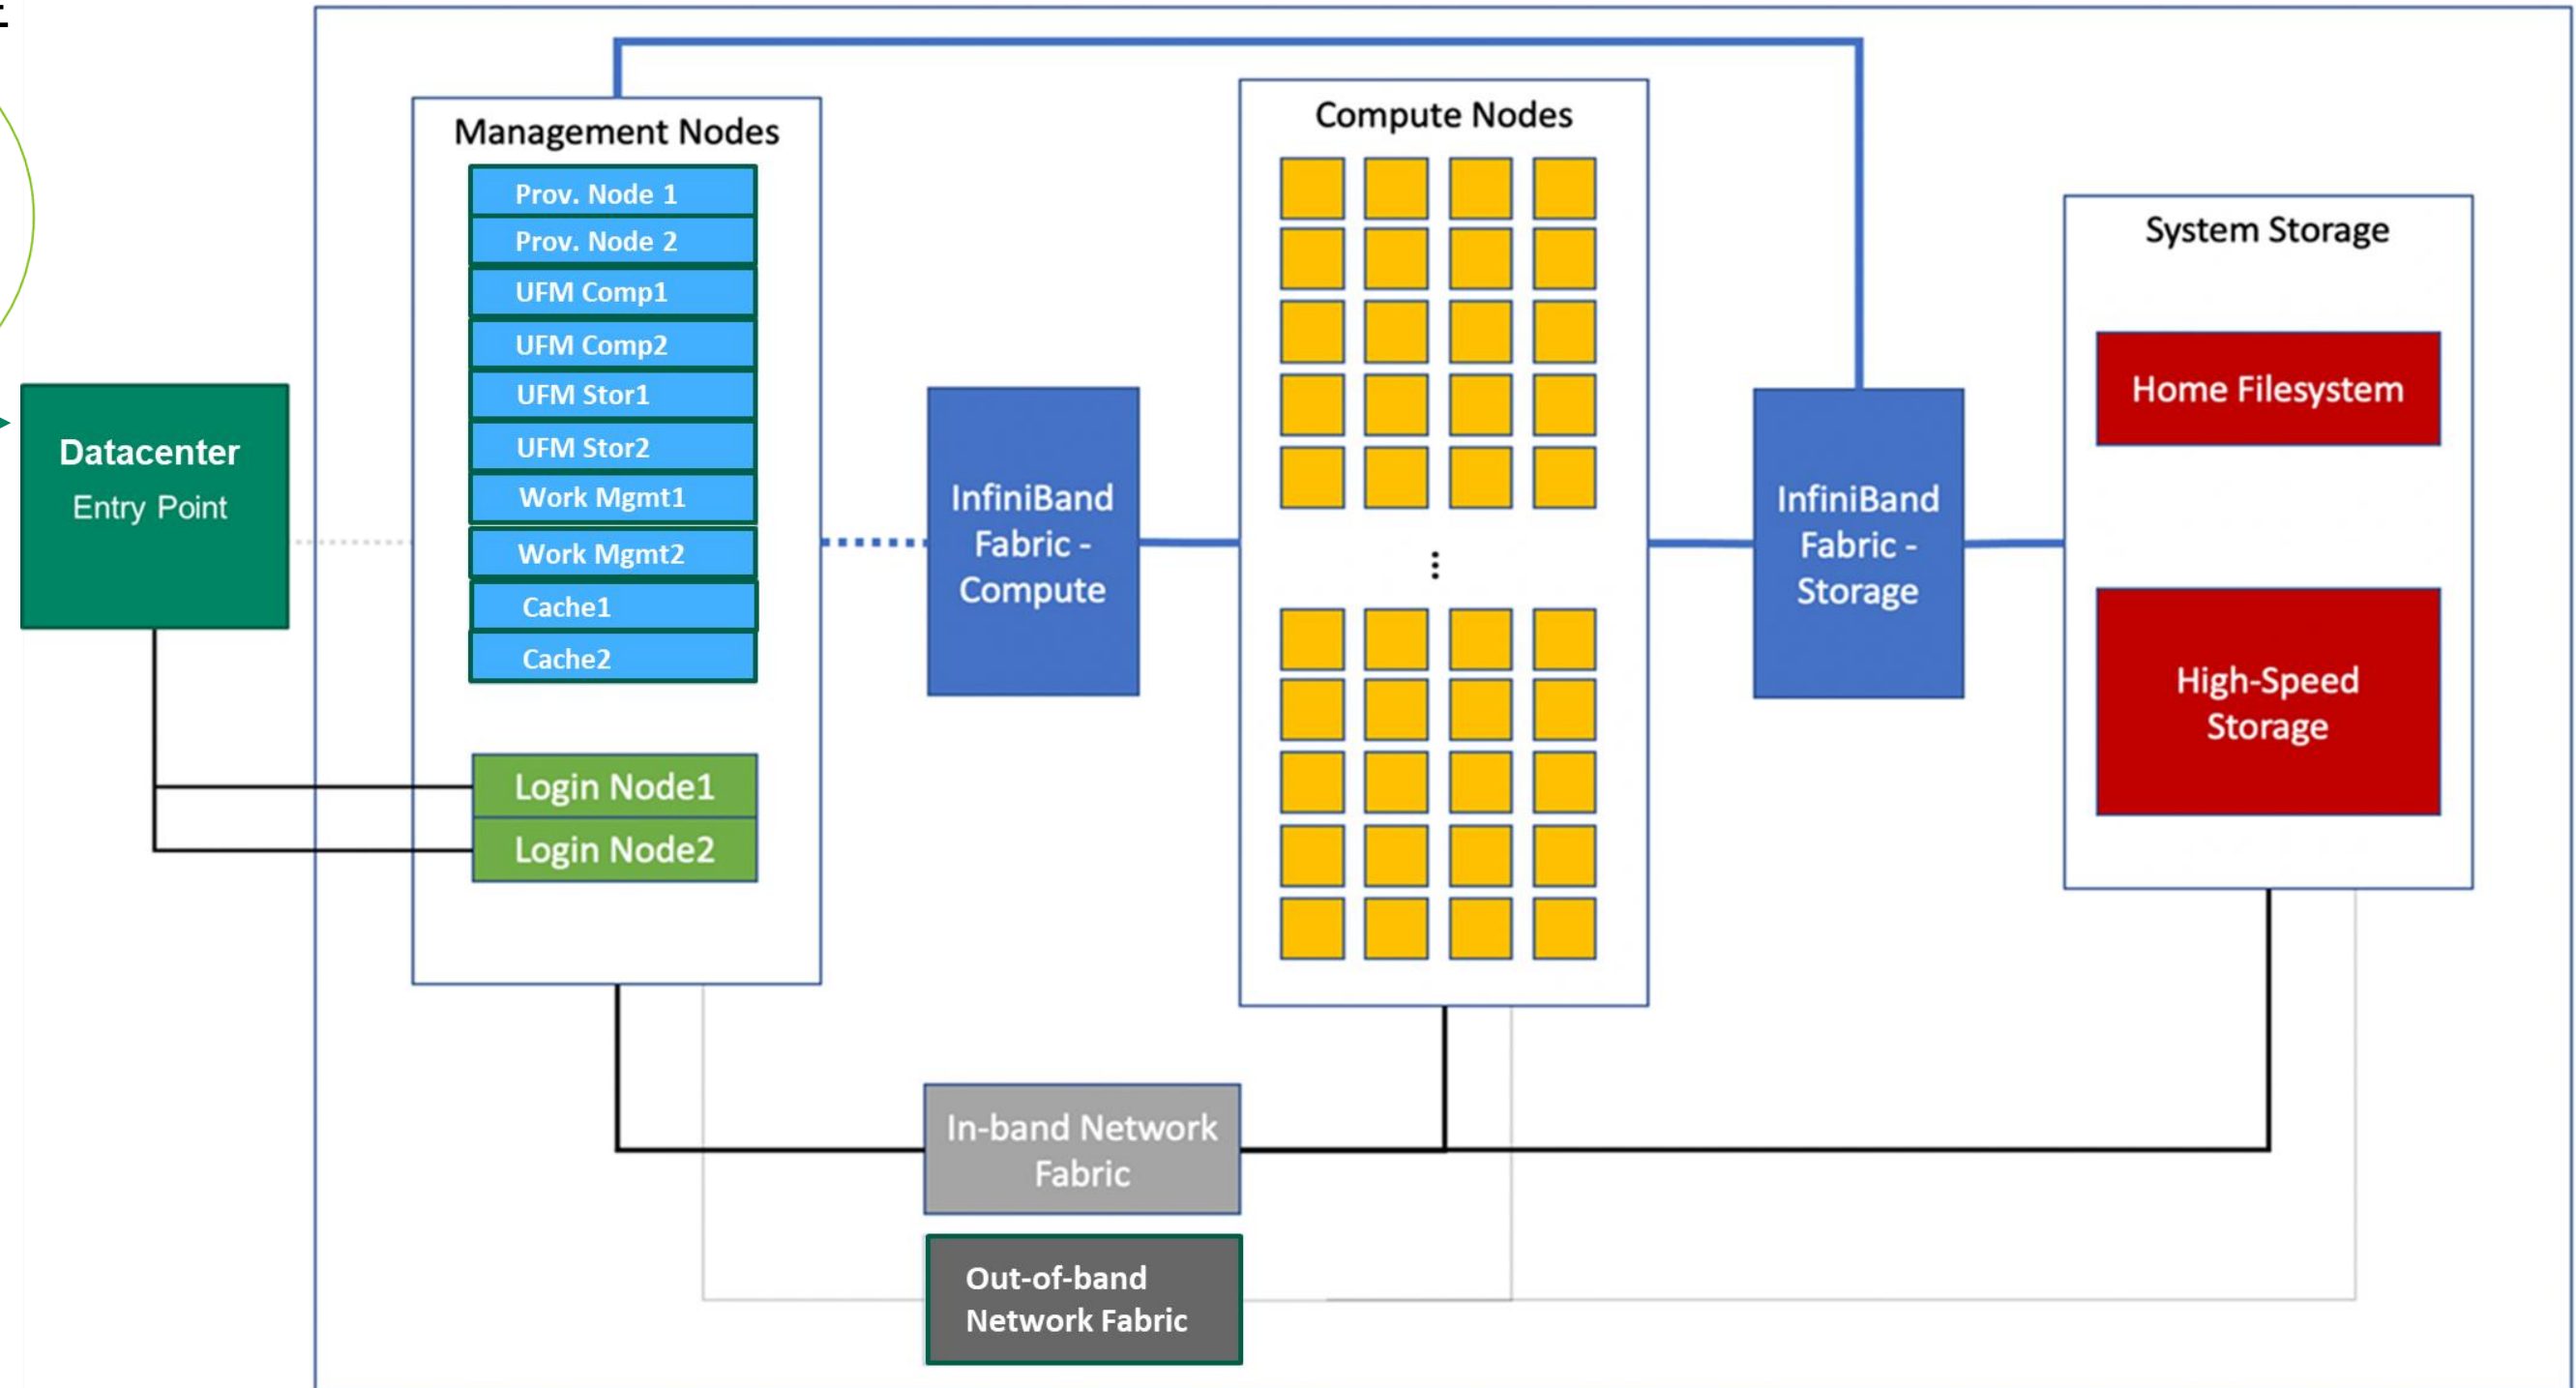 Management Nodes
Prov. Node 1
Prov. Node 2
UFM Comp1
UFM Comp2
UFM Stor1
UFM Stor2
Work Mgmt1
Work Mgmt2
Cache1
Cache2
Login Node1
Login Node2
Datacenter
Entry Point
InfiniBand
Fabric -
Compute
Compute Nodes
InfiniBand
Fabric -
Storage
System Storage
Home Filesystem
High-Speed
Storage
In-band Network
Fabric
Out-of-band
Network Fabric